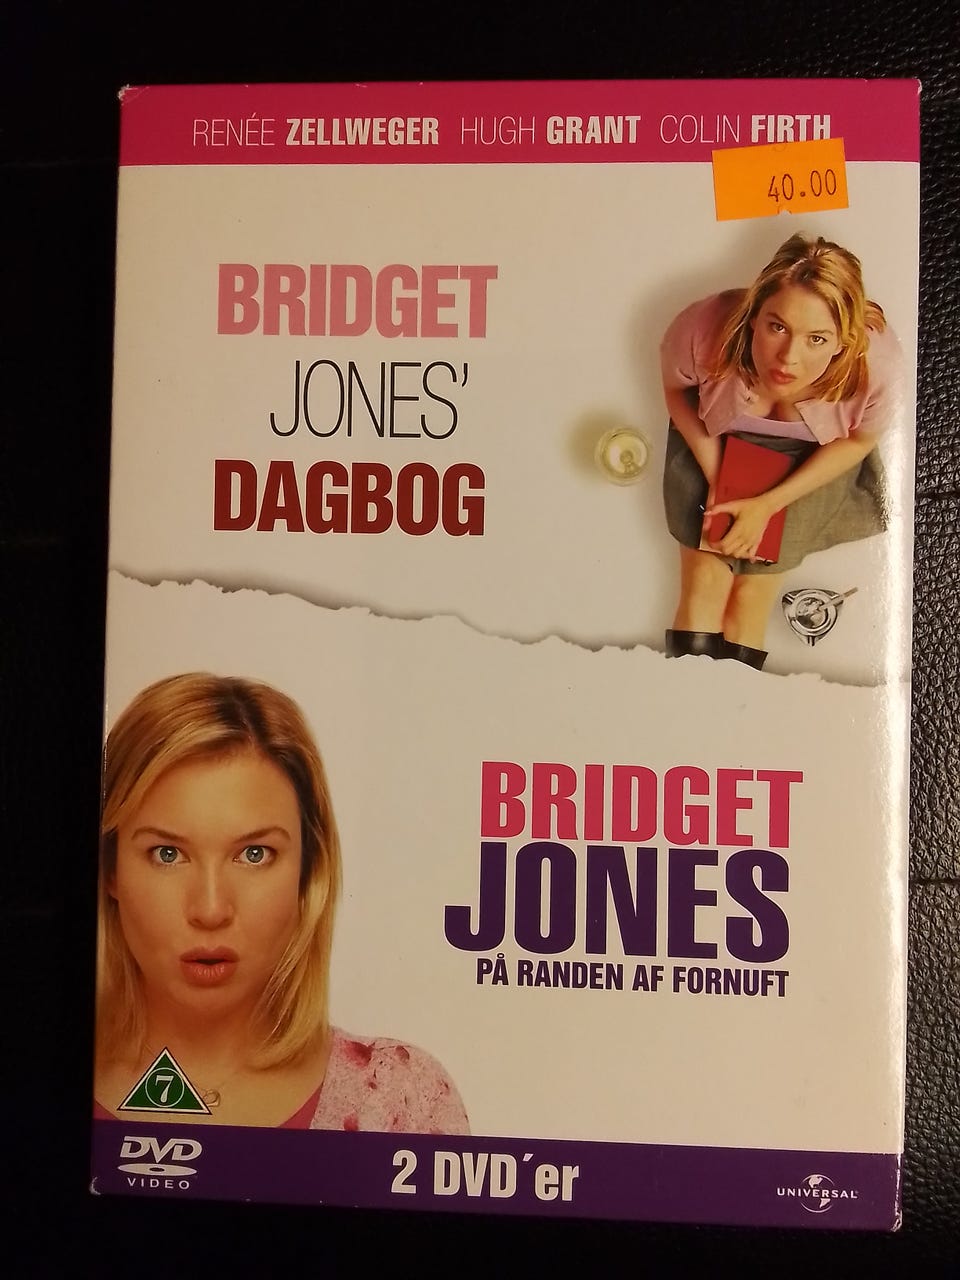 RENÉE ZELLWEGER HUGH GRANT COLIN FIRTH
40.00
BRIDGET
JONES'
DAGBOG
BRIDGET
JONES
PÅ RANDEN AF FORNUFT
7
DVD
VIDEO
2 DVD´er
UNIVERSAL